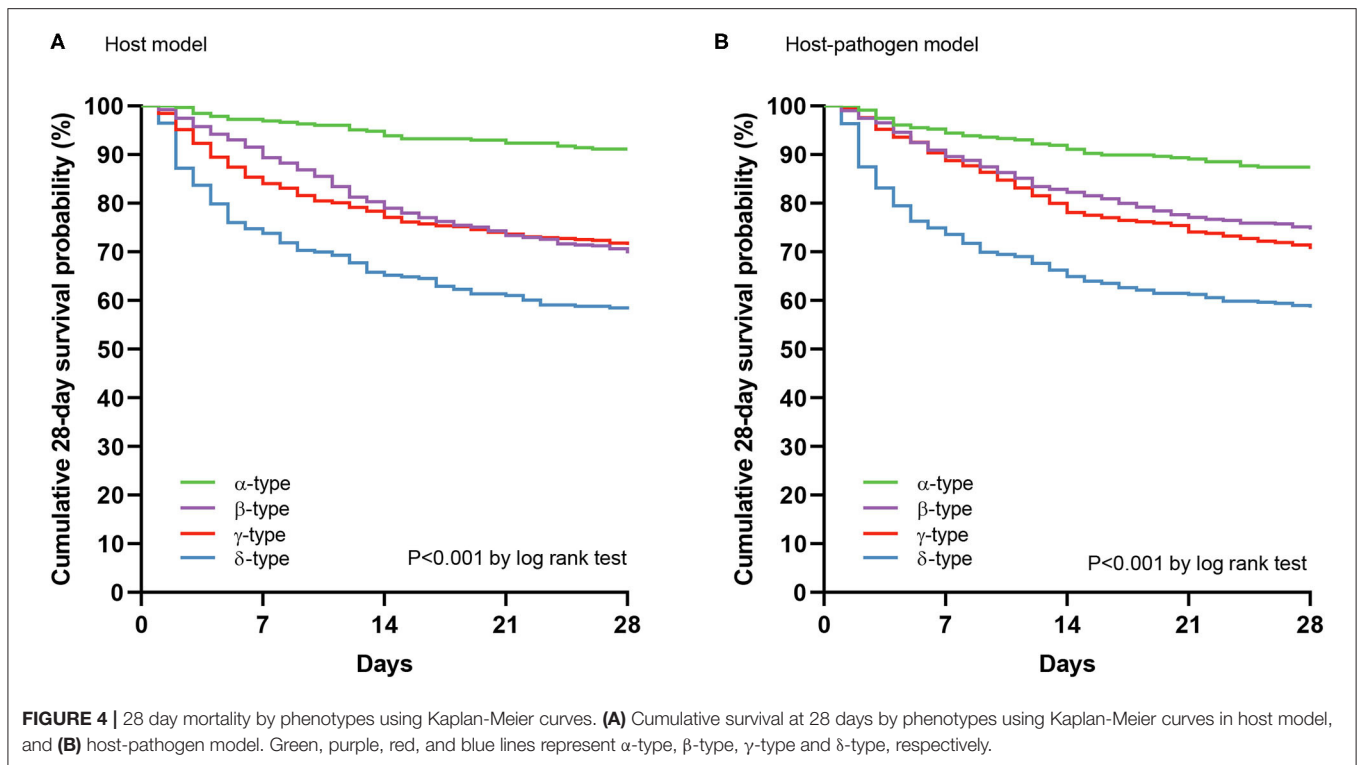 A Host model
Cumulative 28-day survival probability (%)
100
90
80
70
60
50
40
30
20
10
0
α-type
β-type
γ-type
δ-type
P<0.001 by log rank test
0 7 14 21 28
Days
B Host-pathogen model
Cumulative 28-day survival probability (%)
100
90
80
70
60
50
40
30
20
10
0
α-type
β-type
γ-type
δ-type
P<0.001 by log rank test
0 7 14 21 28
Days
FIGURE 4 | 28 day mortality by phenotypes using Kaplan-Meier curves. (A) Cumulative survival at 28 days by phenotypes using Kaplan-Meier curves in host model,
and (B) host-pathogen model. Green, purple, red, and blue lines represent α-type, β-type, γ-type and δ-type, respectively.